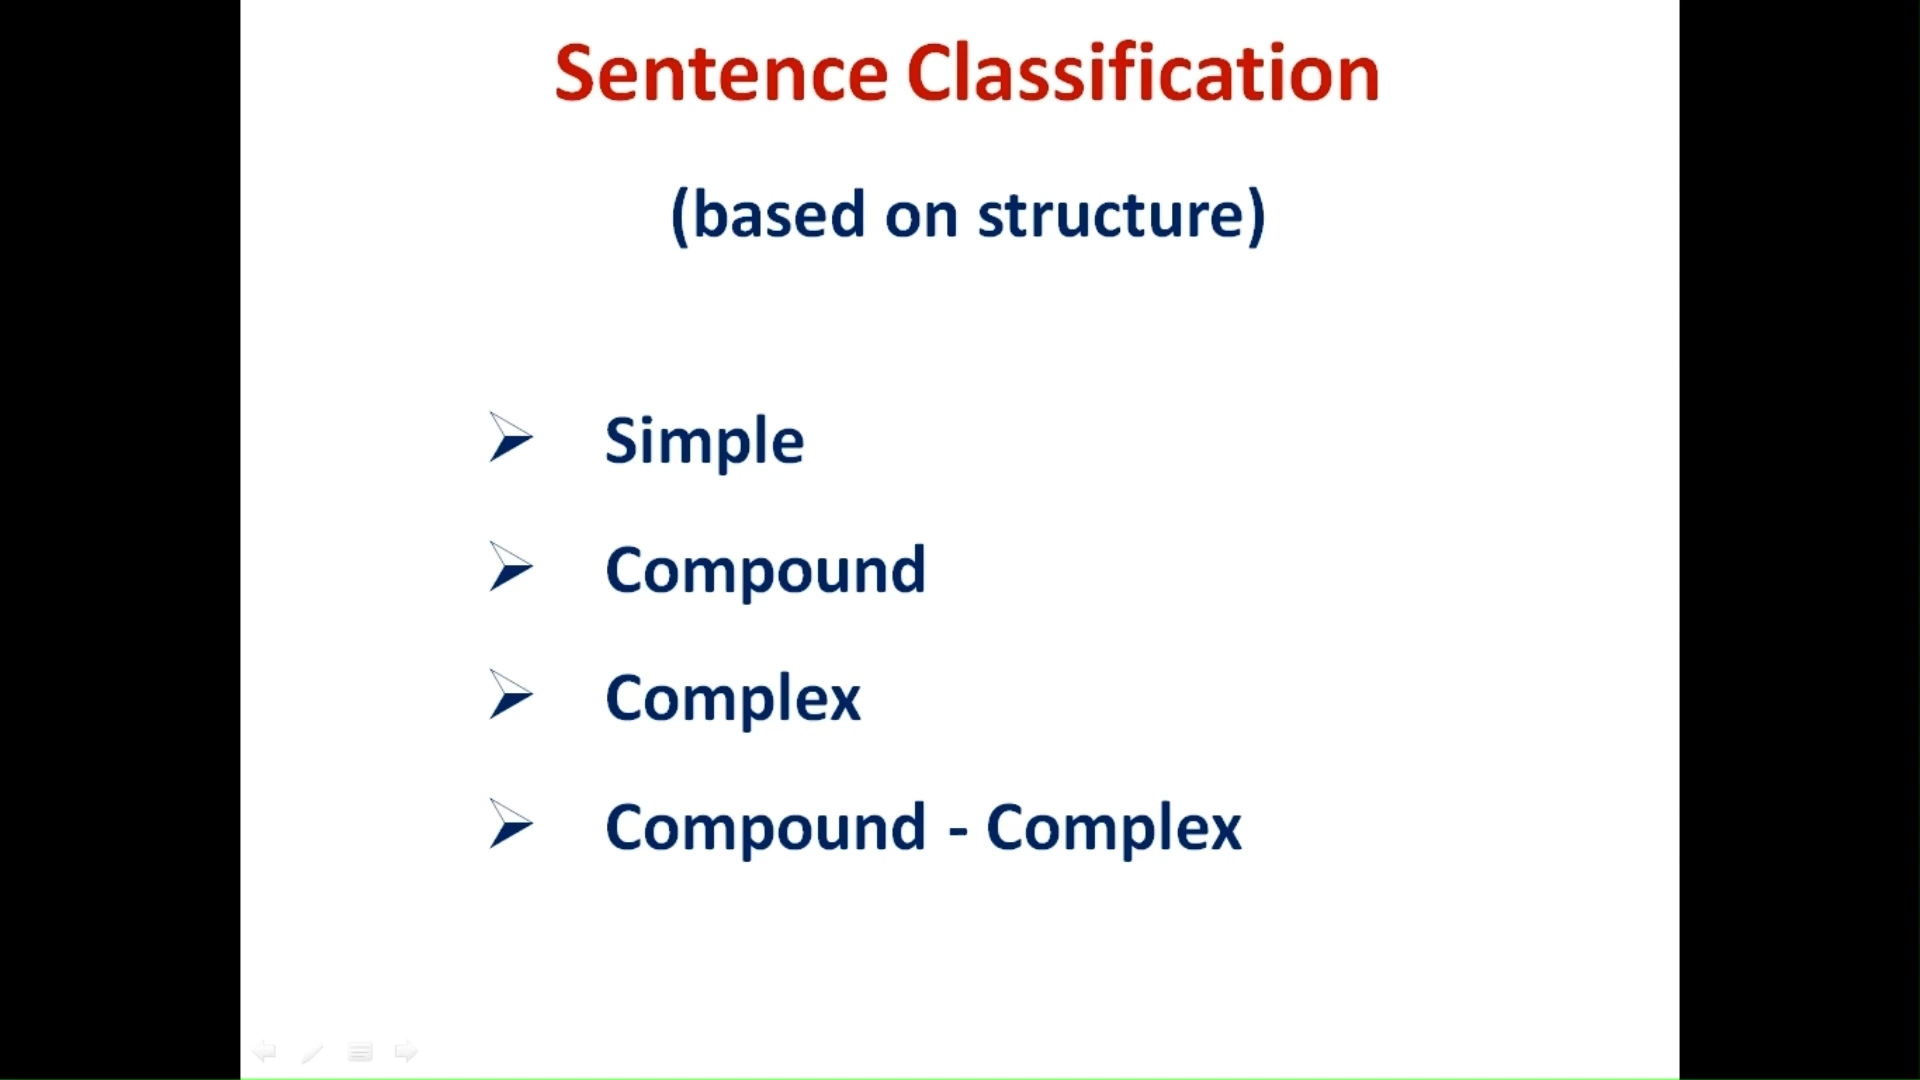 Sentence Classification
(based on structure)
Simple
Compound
Complex
Compound - Complex